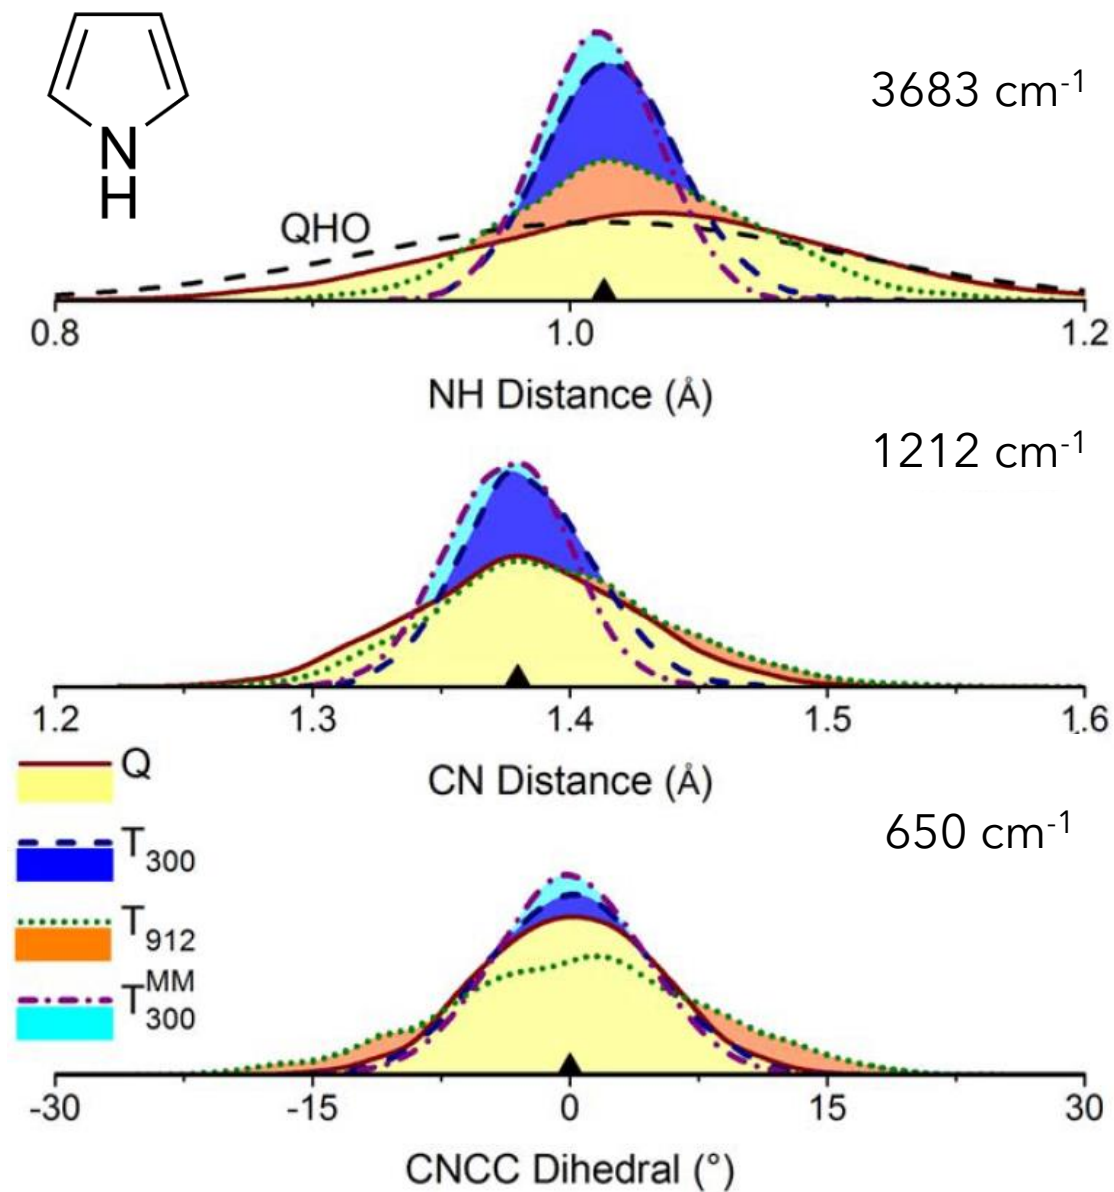 N
H
3683 cm-1
QHO
0.8 1.0 1.2
NH Distance (Å)
1212 cm-1
1.2 1.3 1.4 1.5 1.6
CN Distance (Å)
Q
T300
T912
TMM300
650 cm-1
-30 -15 0 15 30
CNCC Dihedral (°)